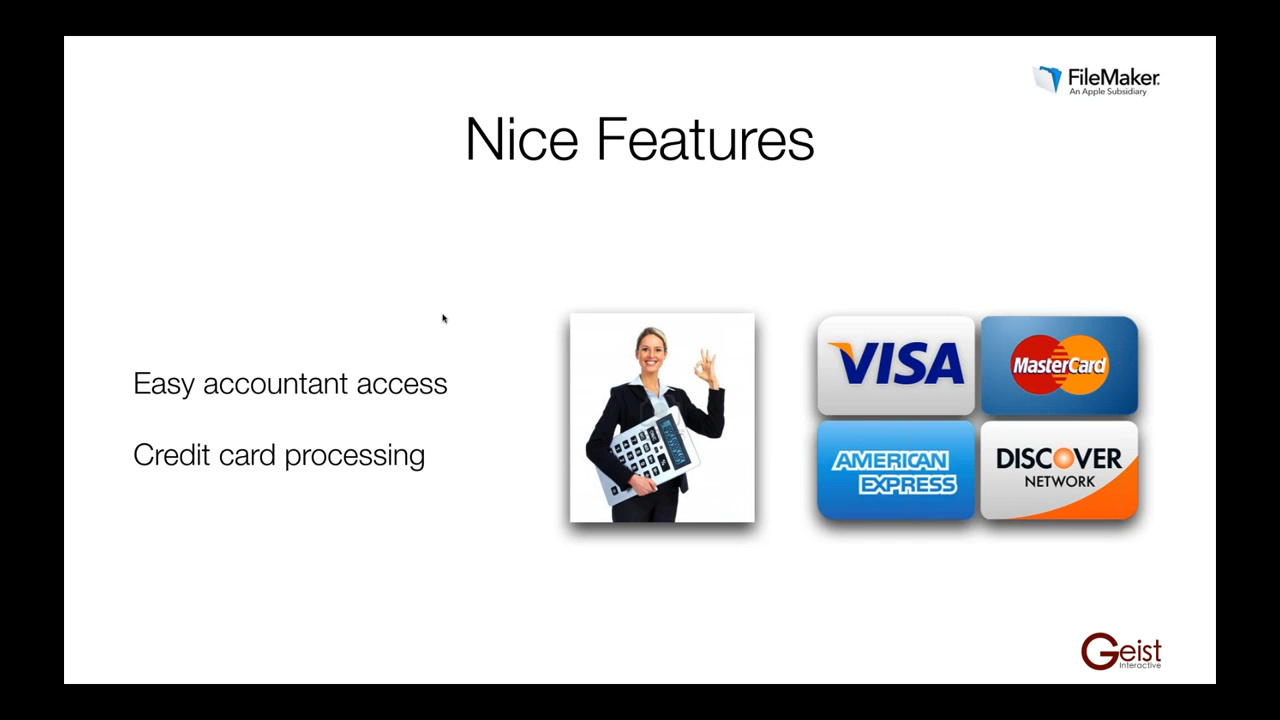 FileMaker
An Apple Subsidiary
Nice Features
Easy accountant access
Credit card processing
VISA
MasterCard
AMERICAN
EXPRESS
DISCOVER
NETWORK
Geist
Interactive